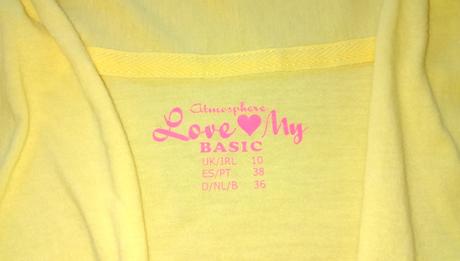 Atmosphere
Love ♥ My
BASIC
UK/IRL 10
ES/PT 38
D/NL/B 36